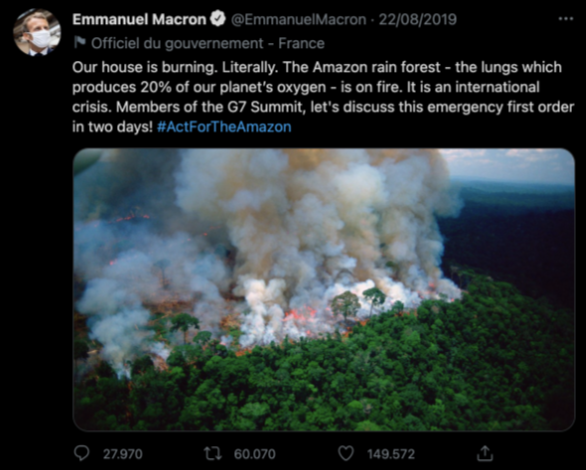 Emmanuel Macron @EmmanuelMacron · 22/08/2019
Officiel du gouvernement - France
Our house is burning. Literally. The Amazon rain forest - the lungs which
produces 20% of our planet's oxygen - is on fire. It is an international
crisis. Members of the G7 Summit, let's discuss this emergency first order
in two days! #ActForTheAmazon
27.970 60.070 149.572